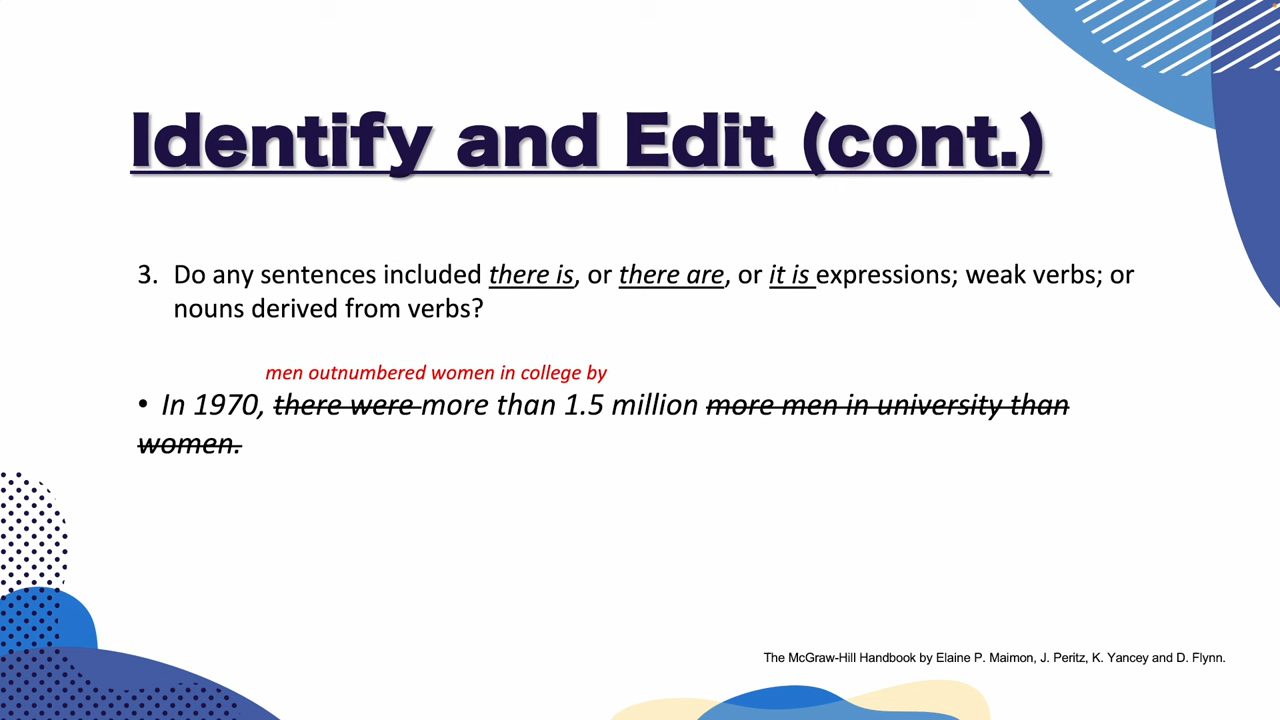 Identify and Edit (cont.)
3. Do any sentences included there is, or there are, or it is expressions; weak verbs; or
nouns derived from verbs?
men outnumbered women in college by
• In 1970, there were more than 1.5 million more men in university than
women.
The McGraw-Hill Handbook by Elaine P. Maimon, J. Peritz, K. Yancey and D. Flynn.